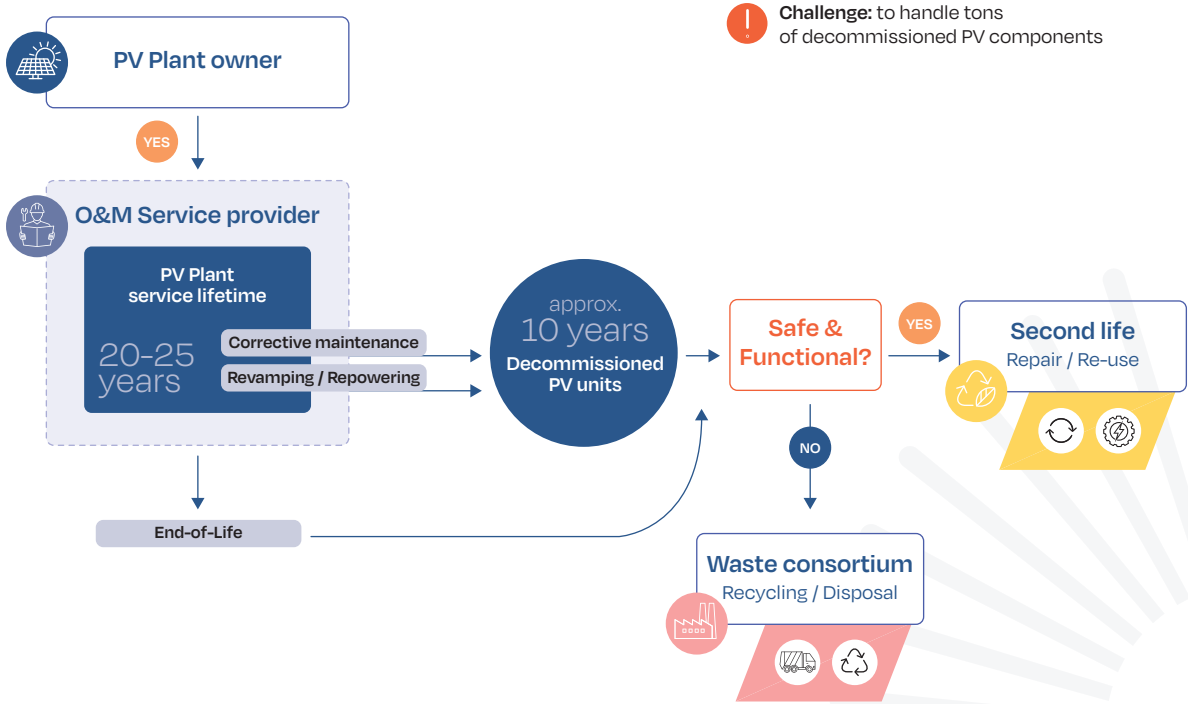 Challenge: to handle tons
of decommissioned PV components
PV Plant owner
YES
O&M Service provider
PV Plant
service lifetime
20-25
years
Corrective maintenance
Revamping / Repowering
approx.
10 years
Decommissioned
PV units
Safe &
Functional?
YES
Second life
Repair / Re-use
NO
End-of-Life
Waste consortium
Recycling / Disposal